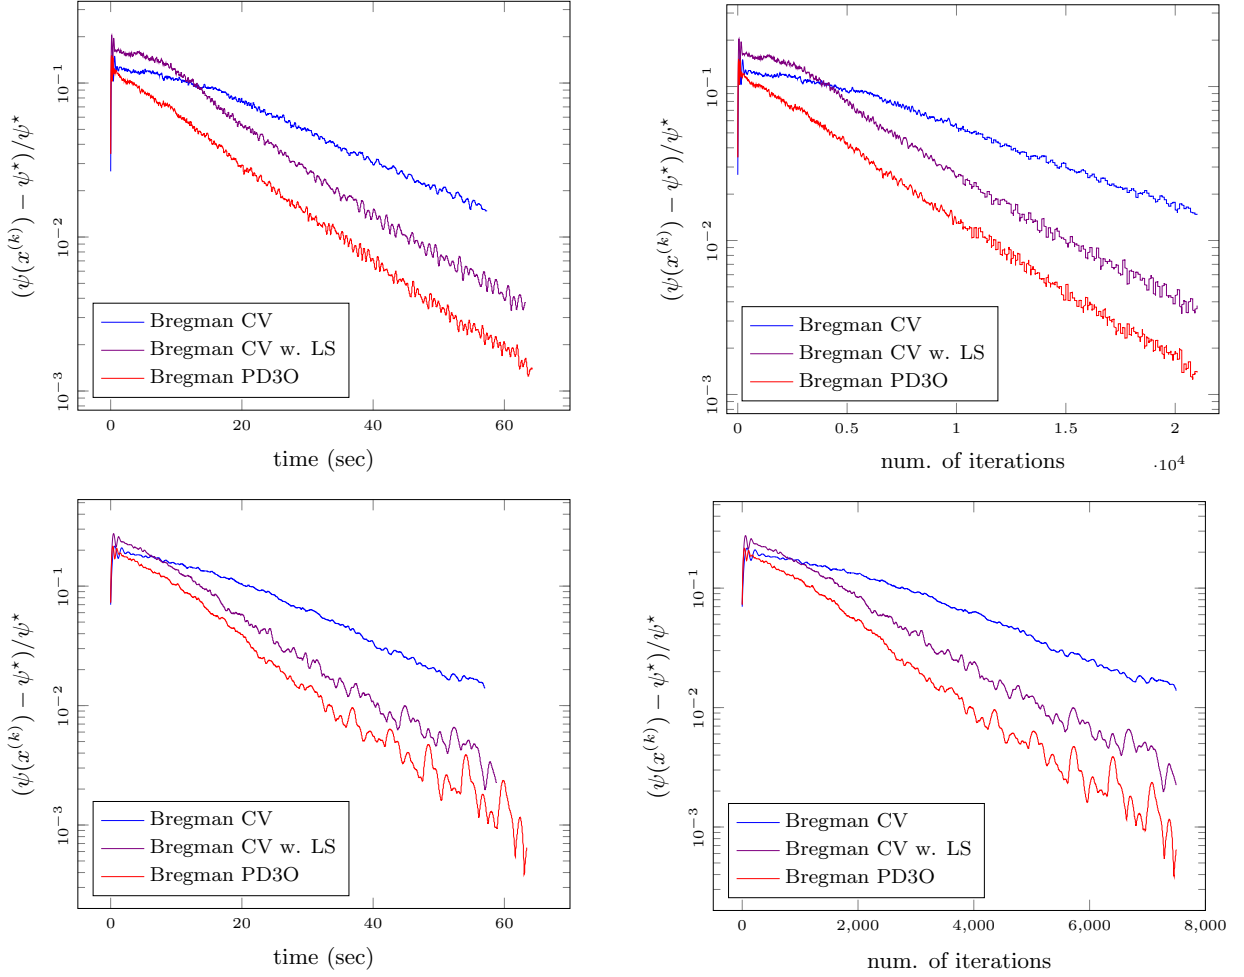 10⁻¹
10⁻²
10⁻³
(ψ(x⁽ᵏ⁾) − ψ⋆)/ψ⋆
Bregman CV
Bregman CV w. LS
Bregman PD3O
0 20 40 60
time (sec)
10⁻¹
10⁻²
10⁻³
(ψ(x⁽ᵏ⁾) − ψ⋆)/ψ⋆
Bregman CV
Bregman CV w. LS
Bregman PD3O
0 0.5 1 1.5 2
num. of iterations
·10⁴
10⁻¹
10⁻²
10⁻³
(ψ(x⁽ᵏ⁾) − ψ⋆)/ψ⋆
Bregman CV
Bregman CV w. LS
Bregman PD3O
0 20 40 60
time (sec)
10⁻¹
10⁻²
10⁻³
(ψ(x⁽ᵏ⁾) − ψ⋆)/ψ⋆
Bregman CV
Bregman CV w. LS
Bregman PD3O
0 2,000 4,000 6,000 8,000
num. of iterations